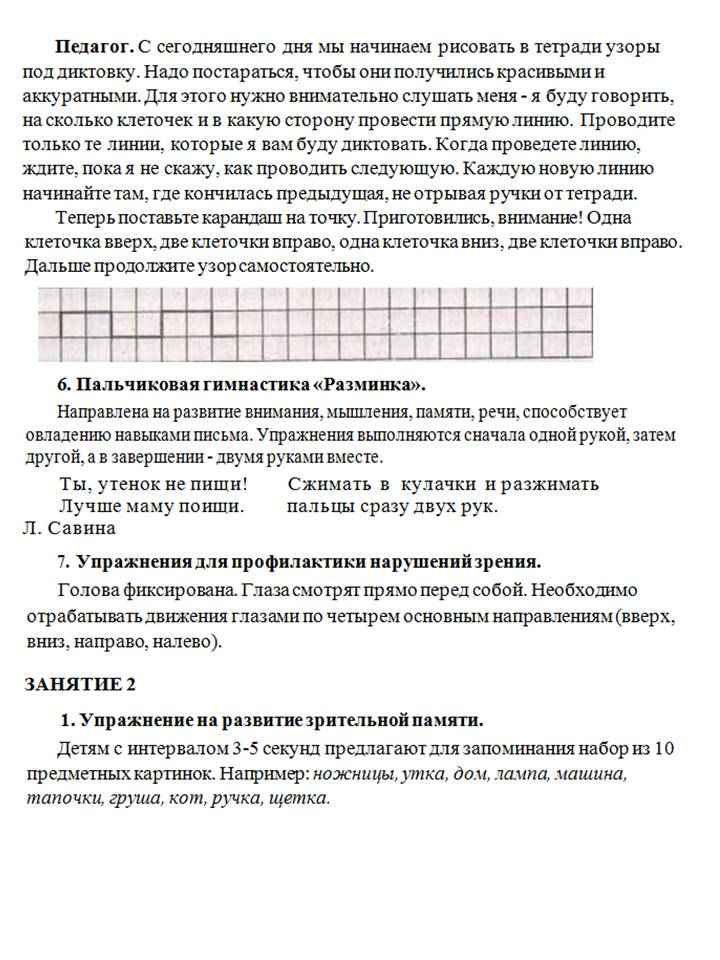 Педагог. С сегодняшнего дня мы начинаем рисовать в тетради узоры
под диктовку. Надо постараться, чтобы они получились красивыми и
аккуратными. Для этого нужно внимательно слушать меня - я буду говорить,
на сколько клеточек и в какую сторону провести прямую линию. Проводите
только те линии, которые я вам буду диктовать. Когда проведете линию,
ждите, пока я не скажу, как проводить следующую. Каждую новую линию
начинайте там, где кончилась предыдущая, не отрывая ручки от тетради.
Теперь поставьте карандаш на точку. Приготовились, внимание! Одна
клеточка вверх, две клеточки вправо, одна клеточка вниз, две клеточки вправо.
Дальше продолжите узор самостоятельно.
6. Пальчиковая гимнастика «Разминка».
Направлена на развитие внимания, мышления, памяти, речи, способствует
овладению навыками письма. Упражнения выполняются сначала одной рукой, затем
другой, а в завершении - двумя руками вместе.
Ты, утенок не пищи! Сжимать в кулачки и разжимать
Лучше маму поищи. пальцы сразу двух рук.
Л. Савина
7. Упражнения для профилактики нарушений зрения.
Голова фиксирована. Глаза смотрят прямо перед собой. Необходимо
отрабатывать движения глазами по четырем основным направлениям (вверх,
вниз, направо, налево).
ЗАНЯТИЕ 2
1. Упражнение на развитие зрительной памяти.
Детям с интервалом 3-5 секунд предлагают для запоминания набор из 10
предметных картинок. Например: ножницы, утка, дом, лампа, машина,
тапочки, груша, кот, ручка, щетка.